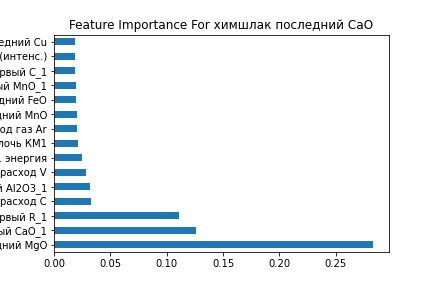 Feature Importance For химшлак последний CaO
едний Cu
(интенс.)
рвый C_1
ый MnO_1
дний FeO
дний MnO
од газ Ar
лочь KM1
. энергия
расход V
й Al2O3_1
расход C
рвый R_1
ый CaO_1
дний MgO
0.00 0.05 0.10 0.15 0.20 0.25